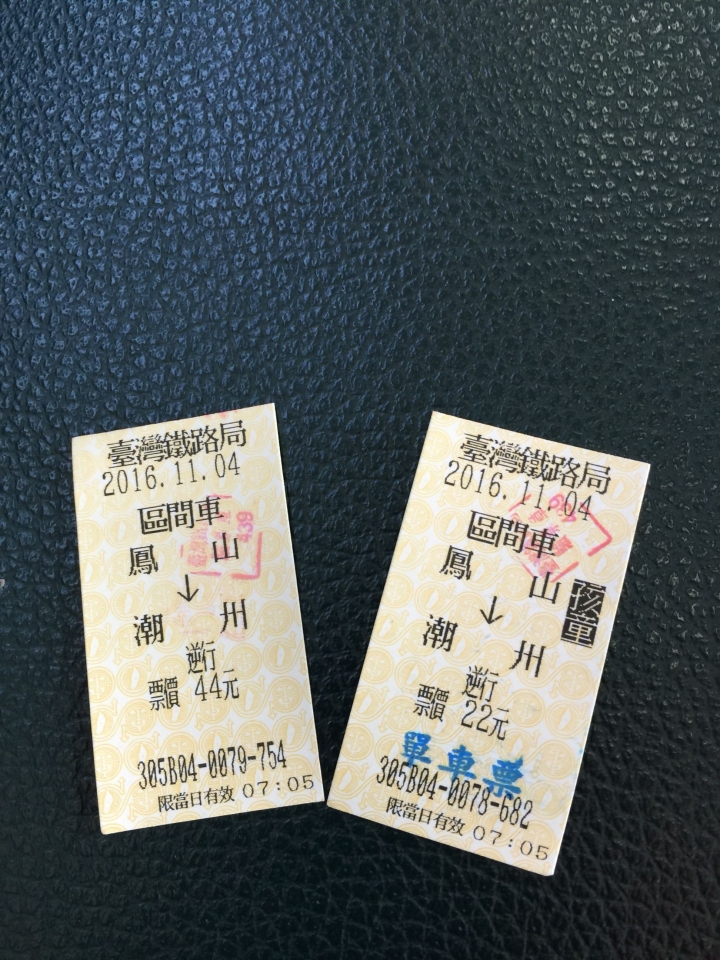 臺灣鐵路局
2016.11.04
區間車
鳳山
↓
潮州
逆行
票價 44元
305B04-0079-754
限當日有效 07:05
臺灣鐵路局
2016.11.04
區間車
鳳山
孩童
↓
潮州
逆行
票價 22元
單車票
305B04-0078-682
限當日有效 07:05
439